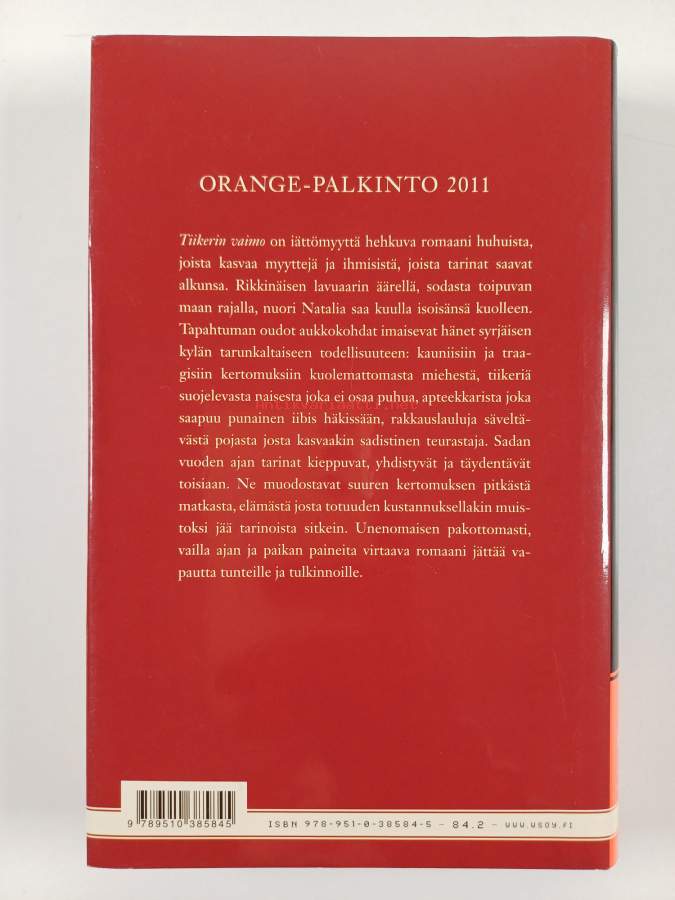 ORANGE-PALKINTO 2011
Tiikerin vaimo on iättömyyttä hehkuva romaani huhuista,
joista kasvaa myyttejä ja ihmisistä, joista tarinat saavat
alkunsa. Rikkinäisen lavuaarin äärellä, sodasta toipuvan
maan rajalla, nuori Natalia saa kuulla isoisänsä kuolleen.
Tapahtuman oudot aukkokohdat imaisevat hänet syrjäisen
kylän tarunkaltaiseen todellisuuteen: kauniisiin ja traa-
gisiin kertomuksiin kuolemattomasta miehestä, tiikeriä
suojelevasta naisesta joka ei osaa puhua, apteekkarista joka
antikvariaatti.net
saapuu punainen iibis häkissään, rakkauslauluja säveltä-
västä pojasta josta kasvaakin sadistinen teurastaja. Sadan
vuoden ajan tarinat kieppuvat, yhdistyvät ja täydentävät
toisiaan. Ne muodostavat suuren kertomuksen pitkästä
matkasta, elämästä josta totuuden kustannuksellakin muis-
toksi jää tarinoista sitkein. Unenomaisen pakottomasti,
vailla ajan ja paikan paineita virtaava romaani jättää va-
pautta tunteille ja tulkinnoille.
9 789510 385845
ISBN 978-951-0-38584-5 – 84.2 – WWW.WSOY.FI